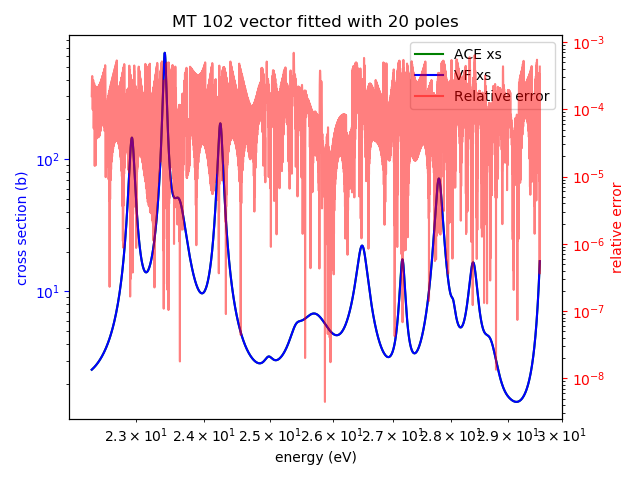 MT 102 vector fitted with 20 poles
ACE xs
VF xs
Relative error
cross section (b)
10²
10¹
10⁻³
10⁻⁴
10⁻⁵
10⁻⁶
10⁻⁷
10⁻⁸
relative error
2.3 × 10¹ 2.4 × 10¹ 2.5 × 10¹ 2.6 × 10¹ 2.7 × 10¹ 2.8 × 10¹ 2.9 × 10¹ 3 × 10¹
energy (eV)